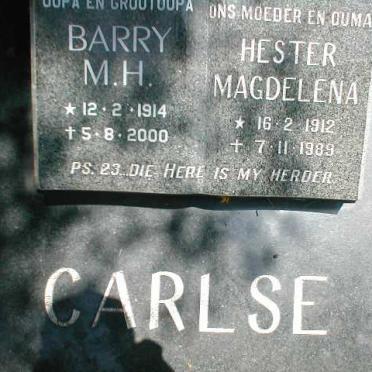 OUPA EN GROOTOUPA
BARRY
M.H.
★ 12·2·1914
✝ 5·8·2000
ONS MOEDER EN OUMA
HESTER
MAGDELENA
★ 16·2·1912
✝ 7·11·1989
PS. 23...DIE HERE IS MY HERDER.
CARLSE